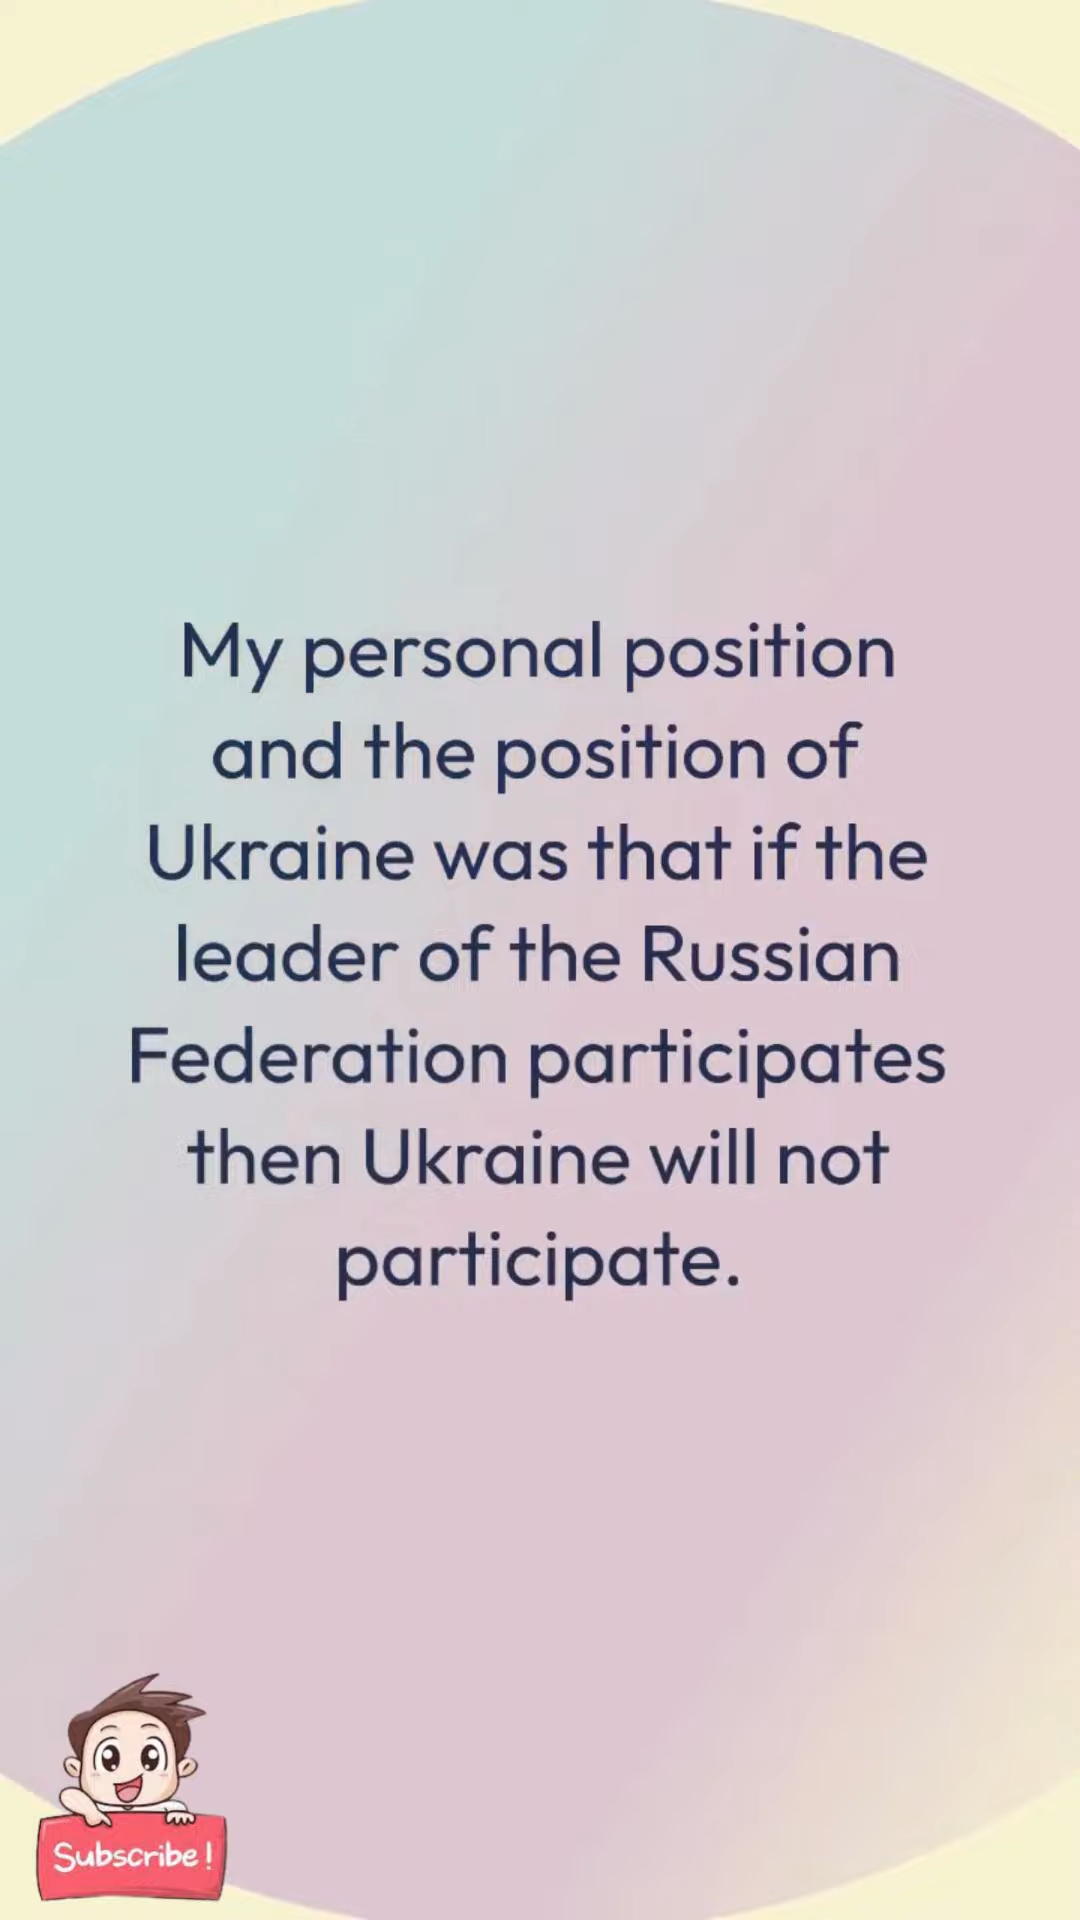 My personal position
and the position of
Ukraine was that if the
leader of the Russian
Federation participates
then Ukraine will not
participate.
Subscribe!